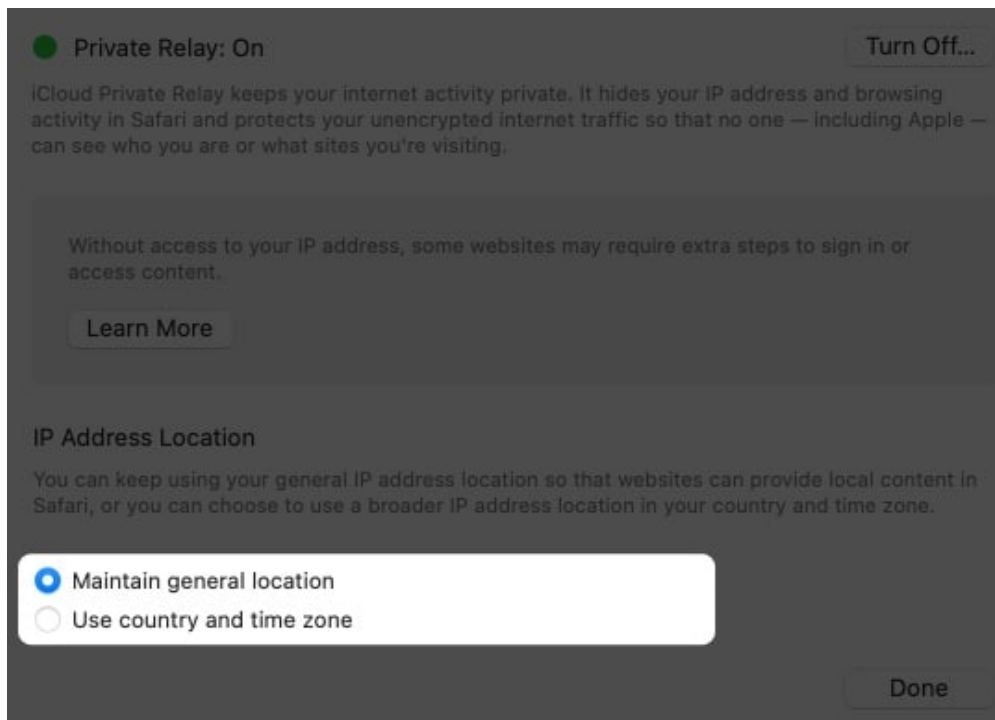 Private Relay: On
Turn Off...
iCloud Private Relay keeps your internet activity private. It hides your IP address and browsing
activity in Safari and protects your unencrypted internet traffic so that no one — including Apple —
can see who you are or what sites you're visiting.
Without access to your IP address, some websites may require extra steps to sign in or
access content.
Learn More
IP Address Location
You can keep using your general IP address location so that websites can provide local content in
Safari, or you can choose to use a broader IP address location in your country and time zone.
Maintain general location
Use country and time zone
Done